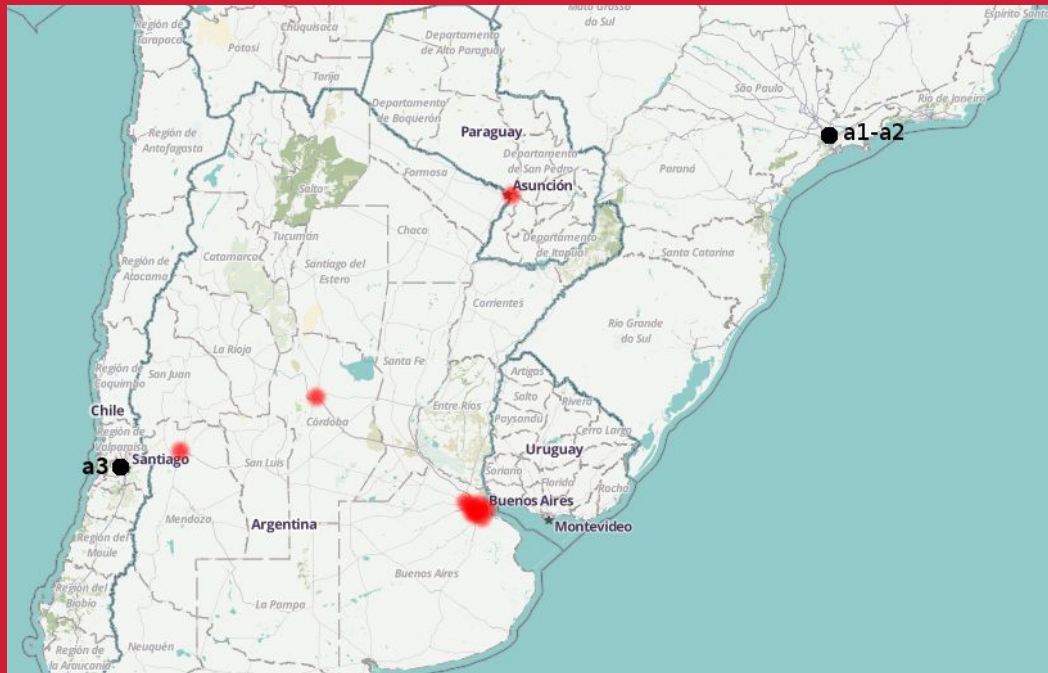 Región de
Tarapaca
Potosí
Chuquisaca
Tarija
Departamento
de Alto Paraguay
Departamento
de Boquerón
Mato Grosso
do Sul
Espírito Santo
São Paulo
Rio de Janeiro
a1-a2
Región de
Antofagasta
Paraguay
Departamento
de San Pedro
Asunción
Paraná
Salta
Formosa
Tucumán
Chaco
Departamento
de Itapúa
Santa Catarina
Región de
Atacama
Catamarca
Santiago del
Estero
Corrientes
Rio Grande
do Sul
La Rioja
Santa Fe
San Juan
Región de
Coquimbo
Artigas
Salto
Rivera
Chile
Entre Ríos
Paysandú
Córdoba
Cerro Largo
Región de
Valparaíso
Uruguay
a3
Santiago
San Luis
Soriano
Florida
Rocha
Buenos Aires
Mendoza
Argentina
Montevideo
Región del
Maule
Buenos Aires
Región del
Biobío
La Pampa
Neuquén
Región de
la Araucanía